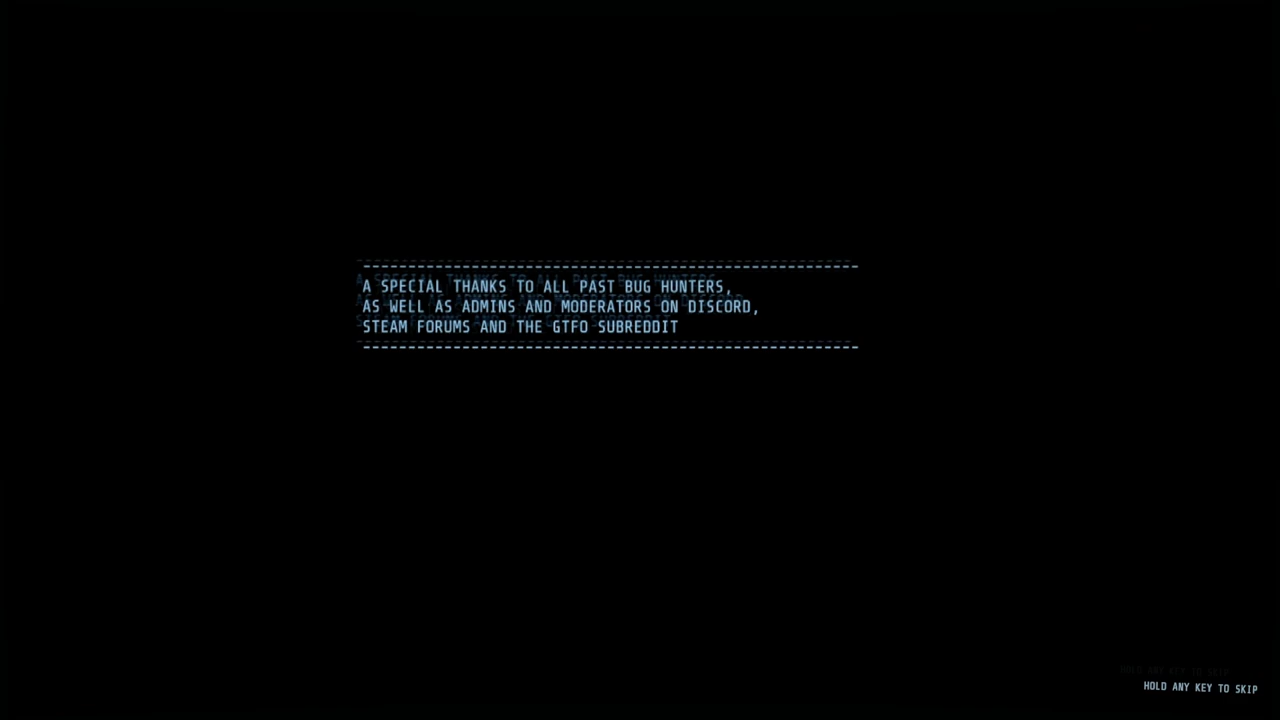 A SPECIAL THANKS TO ALL PAST BUG HUNTERS,
AS WELL AS ADMINS AND MODERATORS ON DISCORD,
STEAM FORUMS AND THE GTFO SUBREDDIT
HOLD ANY KEY TO SKIP